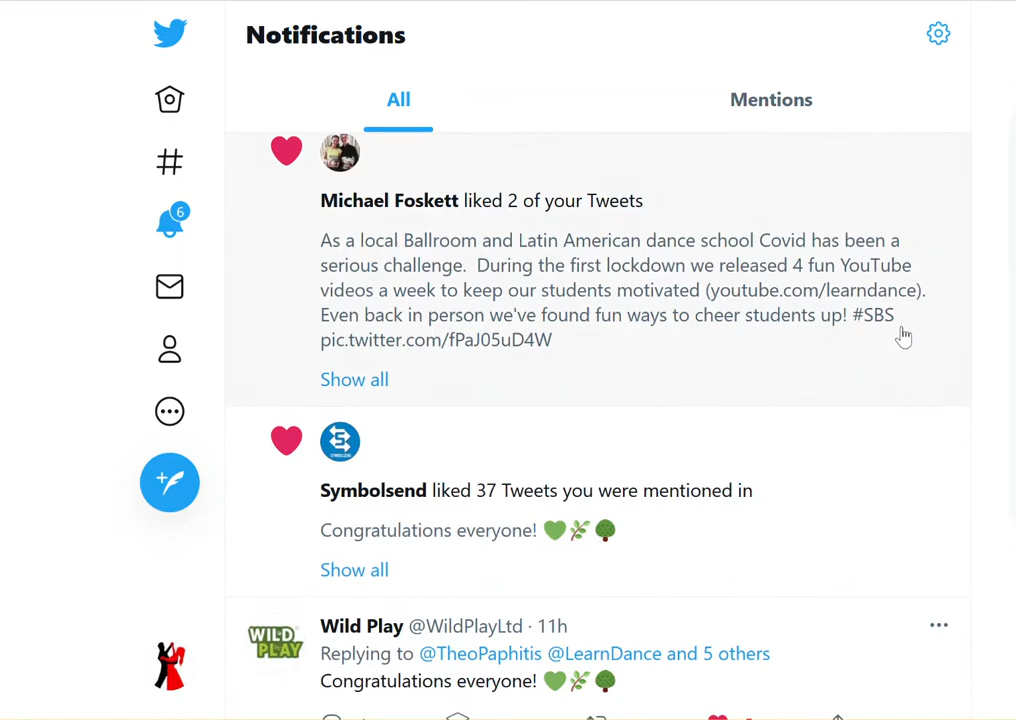 Notifications
All
Mentions
6
Michael Foskett liked 2 of your Tweets
As a local Ballroom and Latin American dance school Covid has been a
serious challenge.  During the first lockdown we released 4 fun YouTube
videos a week to keep our students motivated (youtube.com/learndance).
Even back in person we've found fun ways to cheer students up! #SBS
pic.twitter.com/fPaJ05uD4W
Show all
Symbolsend liked 37 Tweets you were mentioned in
Congratulations everyone! 💚🌿🌳
Show all
WILD
PLAY
Wild Play @WildPlayLtd · 11h
Replying to @TheoPaphitis @LearnDance and 5 others
Congratulations everyone! 💚🌿🌳